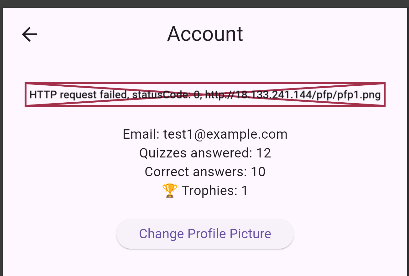 Account
HTTP request failed, statusCode: 0, http://18.133.241.144/pfp/pfp1.png
Email: test1@example.com
Quizzes answered: 12
Correct answers: 10
🏆 Trophies: 1
Change Profile Picture